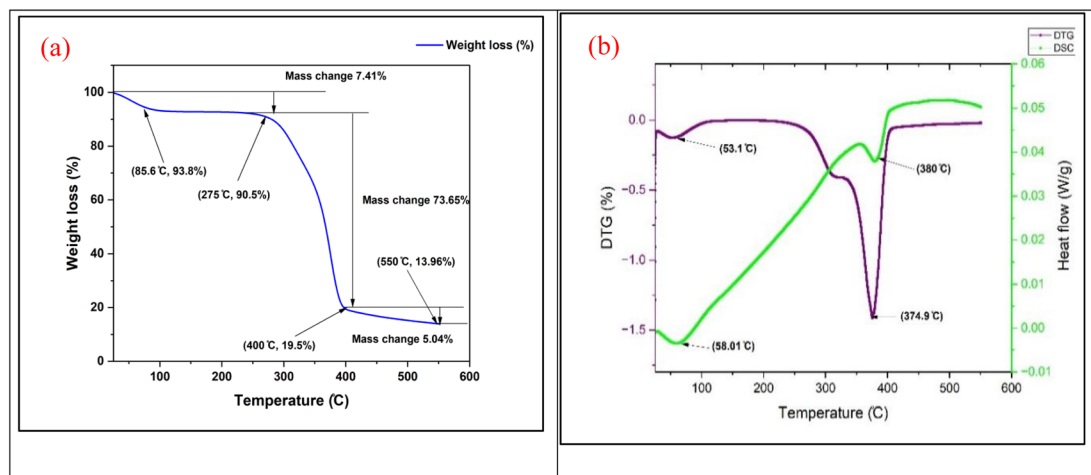 (a)
Weight loss (%)
Mass change 7.41%
(85.6 ℃, 93.8%)
(275 ℃, 90.5%)
Mass change 73.65%
(550 ℃, 13.96%)
(400 ℃, 19.5%)
Mass change 5.04%
Weight loss (%)
100
80
60
40
20
0
100
200
300
400
500
600
Temperature (℃)
(b)
DTG
DSC
(53.1 ℃)
(380 ℃)
(374.9 ℃)
(58.01 ℃)
DTG (%)
0.0
-0.5
-1.0
-1.5
Heat flow (W/g)
0.06
0.05
0.04
0.03
0.02
0.01
0.00
-0.01
100
200
300
400
500
600
Temperature (℃)